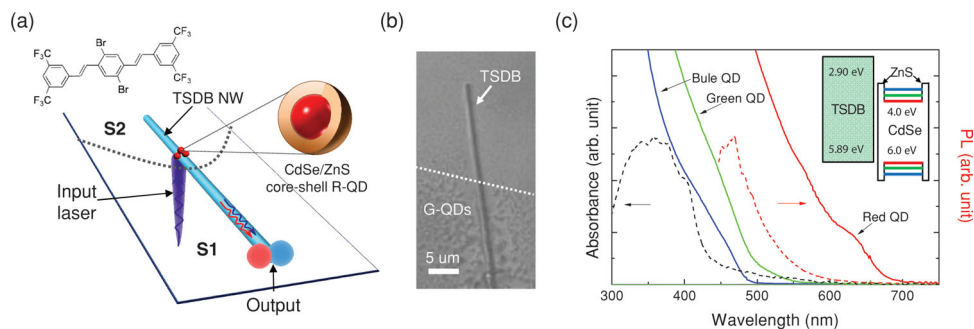 (a)
CF₃
F₃C
Br
Br
CF₃
F₃C
TSDB NW
S2
CdSe/ZnS
core-shell R-QD
Input
laser
S1
Output
(b)
TSDB
G-QDs
5 um
(c)
Absorbance (arb. unit)
Bule QD
Green QD
Red QD
2.90 eV
TSDB
5.89 eV
ZnS
4.0 eV
CdSe
6.0 eV
PL (arb. unit)
300 400 500 600 700
Wavelength (nm)